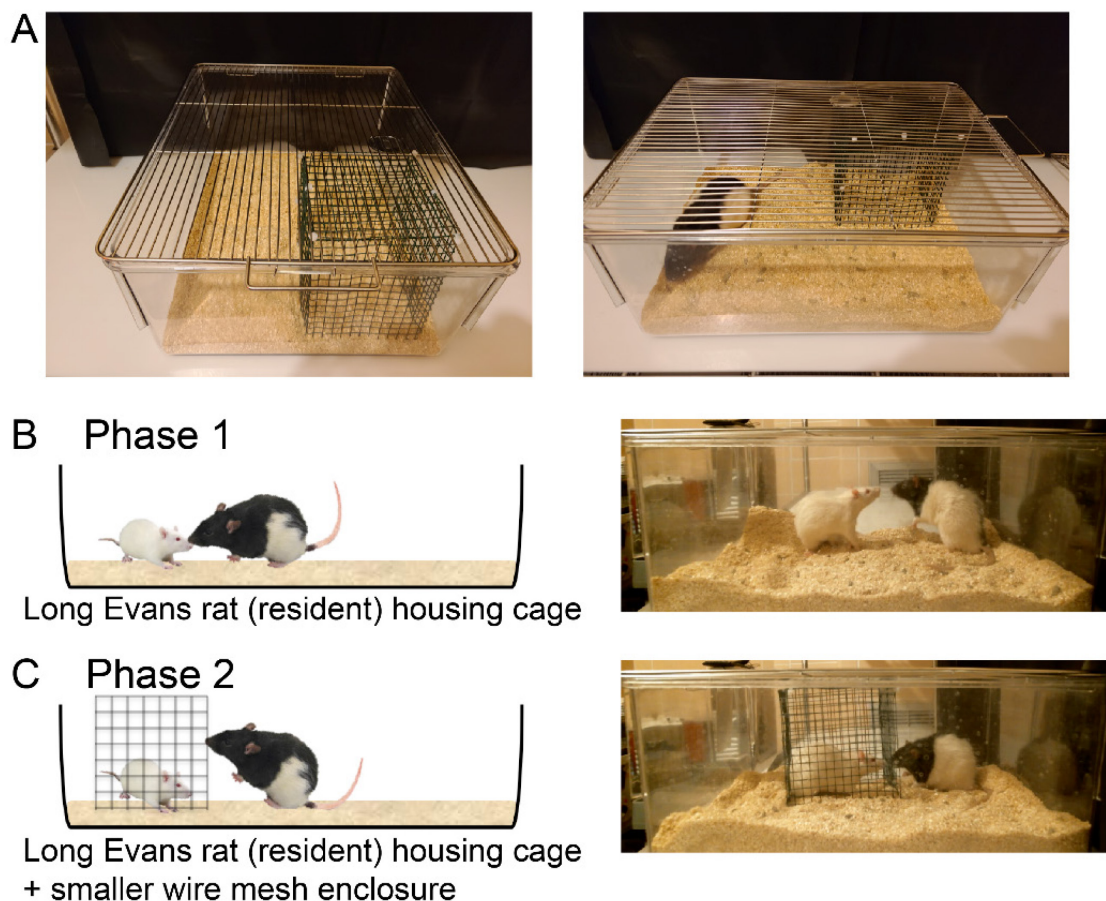 A
B Phase 1
Long Evans rat (resident) housing cage
C Phase 2
Long Evans rat (resident) housing cage
+ smaller wire mesh enclosure